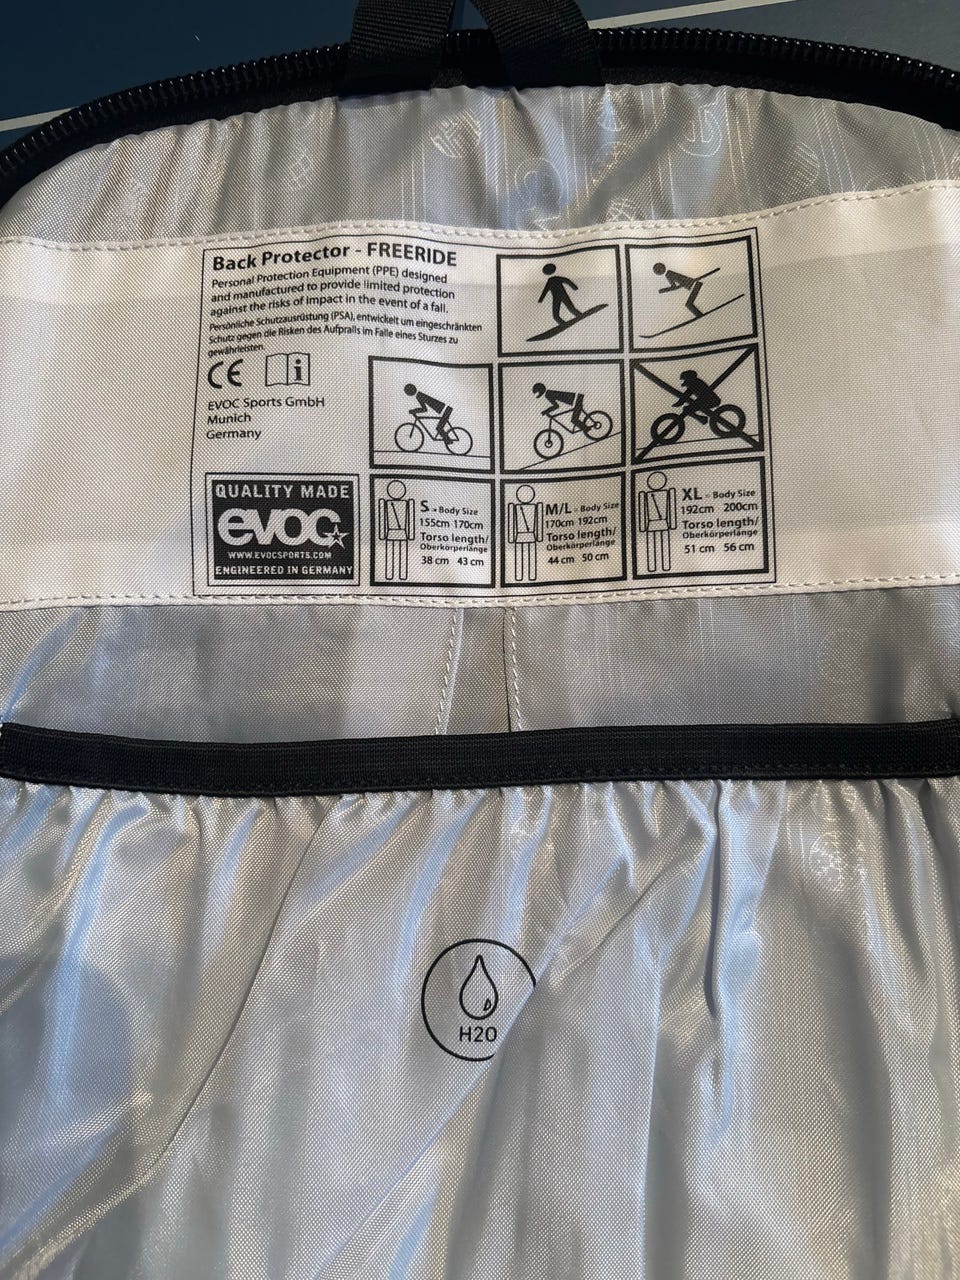 Back Protector - FREERIDE
Personal Protection Equipment (PPE) designed
and manufactured to provide limited protection
against the risks of impact in the event of a fall.
Persönliche Schutzausrüstung (PSA), entwickelt um eingeschränkten
Schutz gegen die Risken des Aufpralls im Falle eines Sturzes zu
gewährleisten.
CE
i
EVOC Sports GmbH
Munich
Germany
QUALITY MADE
evoc
WWW.EVOCSPORTS.COM
ENGINEERED IN GERMANY
S - Body Size
155cm 170cm
Torso length/
Oberkörperlänge
38 cm 43 cm
M/L - Body Size
170cm 192cm
Torso length/
Oberkörperlänge
44 cm 50 cm
XL - Body Size
192cm 200cm
Torso length/
Oberkörperlänge
51 cm 56 cm
H2O